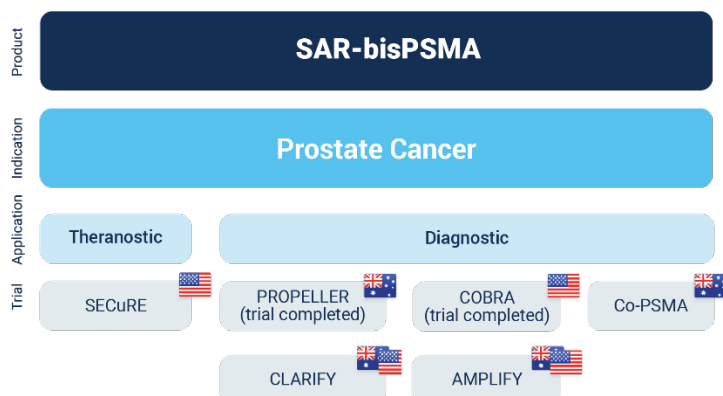 Product
SAR-bisPSMA
Indication
Prostate Cancer
Application
Theranostic
Diagnostic
Trial
SECuRE
PROPELLER
(trial completed)
COBRA
(trial completed)
Co-PSMA
CLARIFY
AMPLIFY